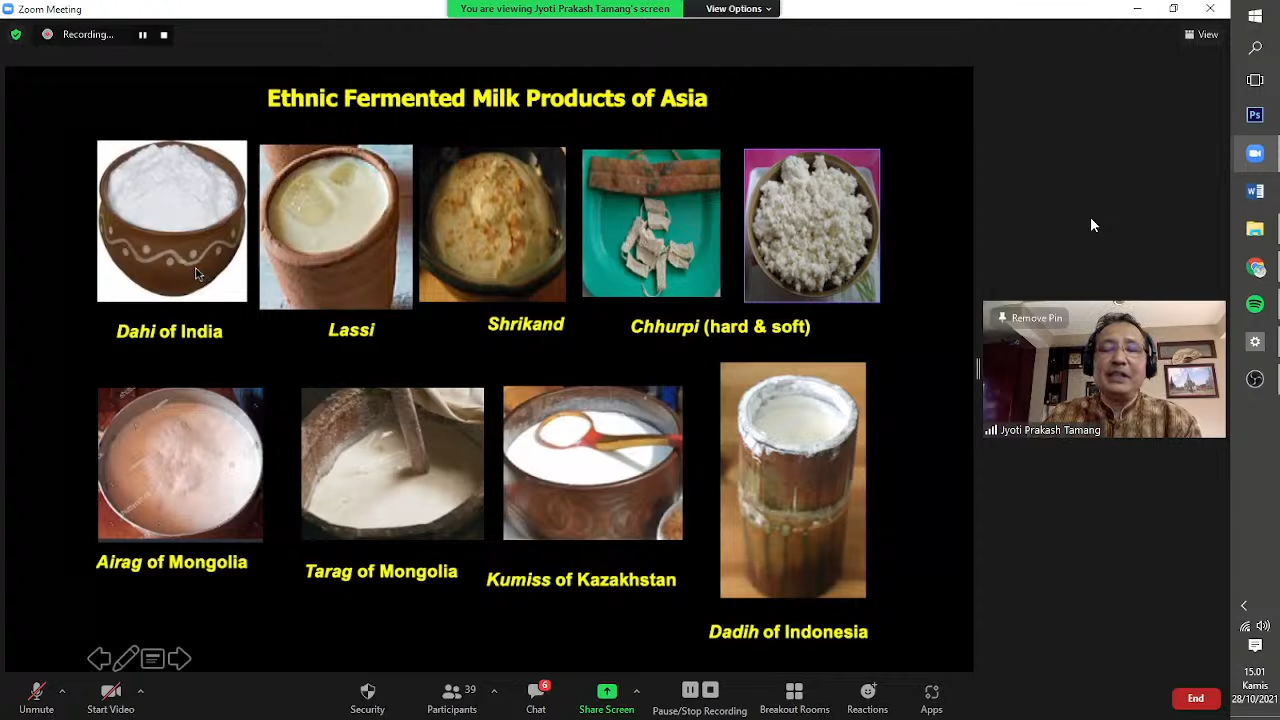 Zoom Meeting
You are viewing Jyoti Prakash Tamang's screen
View Options
Recording...
View
Ethnic Fermented Milk Products of Asia
Ps
Dahi of India
Lassi
Shrikand
Chhurpi (hard & soft)
Remove Pin
Jyoti Prakash Tamang
Airag of Mongolia
Tarag of Mongolia
Kumiss of Kazakhstan
Dadih of Indonesia
Unmute
Start Video
Security
Participants
39
Chat
6
Share Screen
Pause/Stop Recording
Breakout Rooms
Reactions
Apps
End
15.01
Kamis